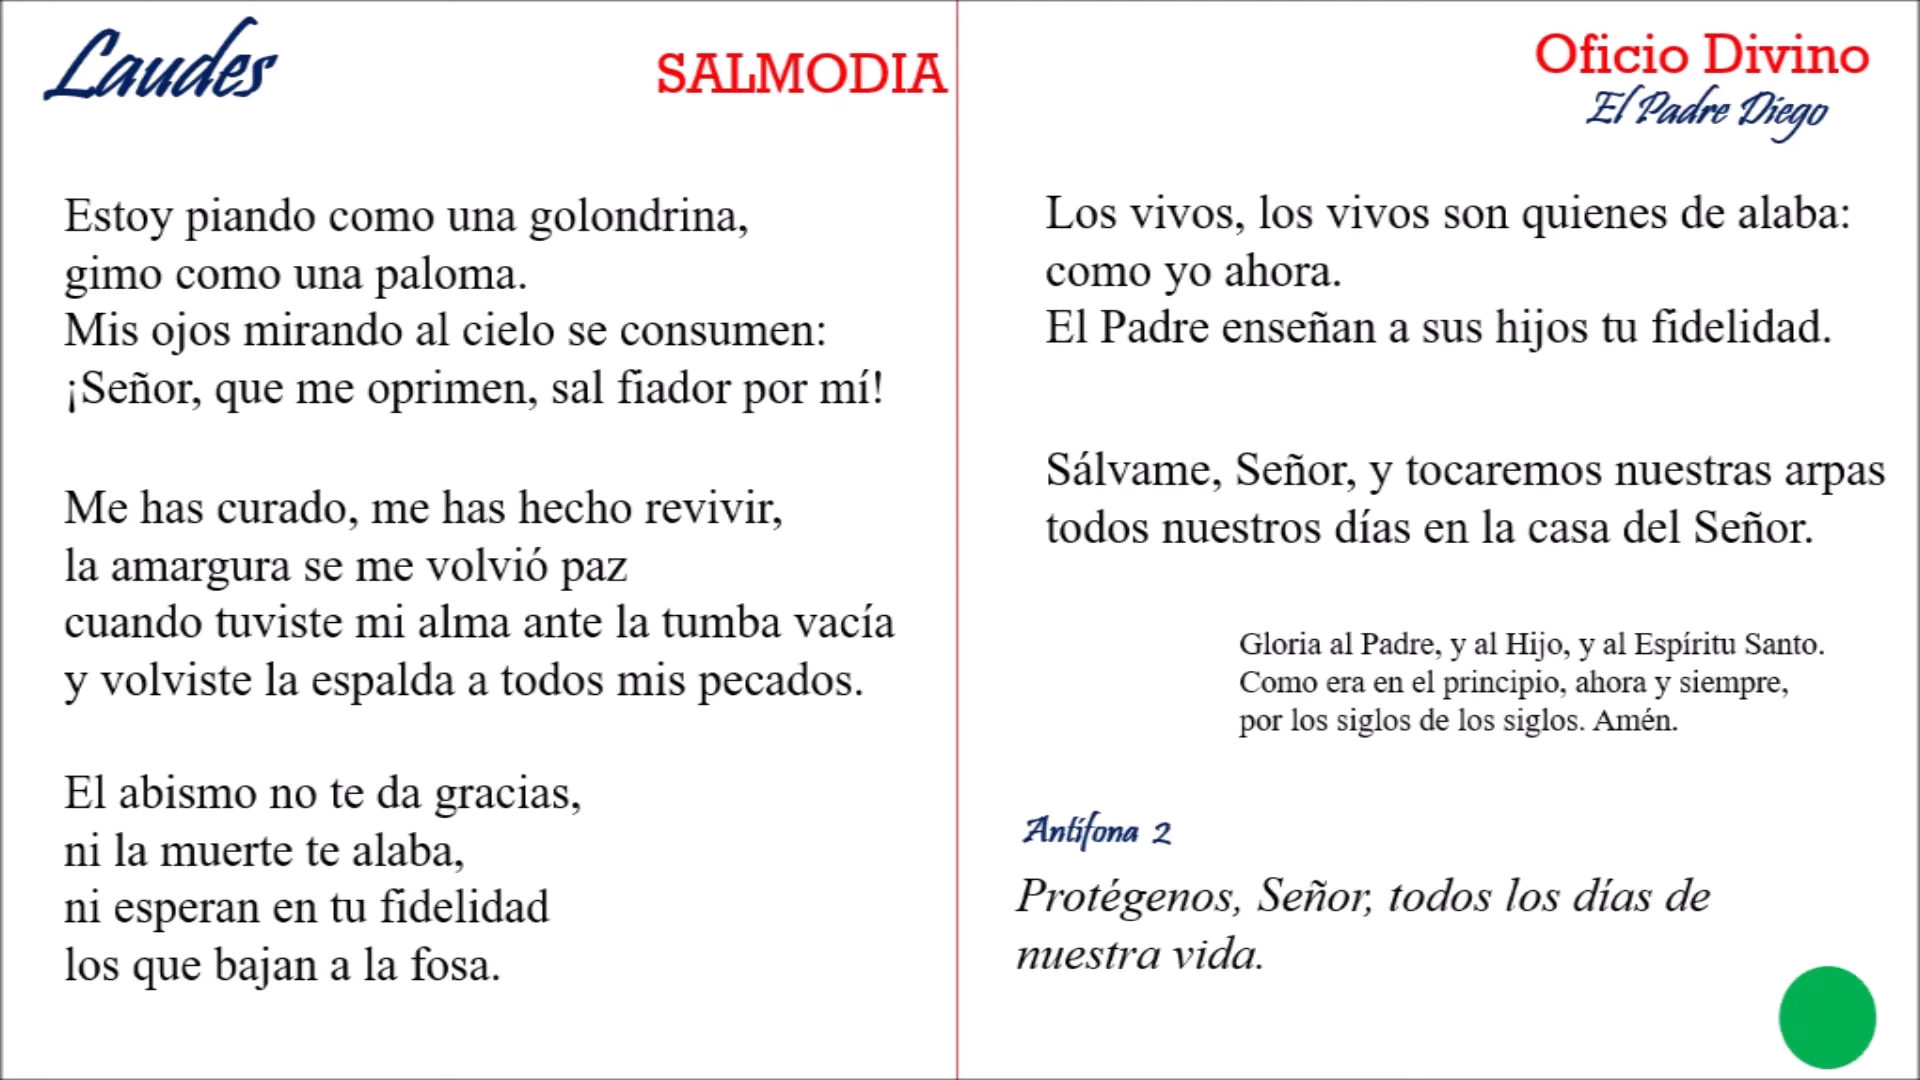 Laudes
SALMODIA
Estoy piando como una golondrina,
gimo como una paloma.
Mis ojos mirando al cielo se consumen:
¡Señor, que me oprimen, sal fiador por mí!
Me has curado, me has hecho revivir,
la amargura se me volvió paz
cuando tuviste mi alma ante la tumba vacía
y volviste la espalda a todos mis pecados.
El abismo no te da gracias,
ni la muerte te alaba,
ni esperan en tu fidelidad
los que bajan a la fosa.
Oficio Divino
El Padre Diego
Los vivos, los vivos son quienes de alaba:
como yo ahora.
El Padre enseñan a sus hijos tu fidelidad.
Sálvame, Señor, y tocaremos nuestras arpas
todos nuestros días en la casa del Señor.
Gloria al Padre, y al Hijo, y al Espíritu Santo.
Como era en el principio, ahora y siempre,
por los siglos de los siglos. Amén.
Antífona 2
Protégenos, Señor, todos los días de
nuestra vida.